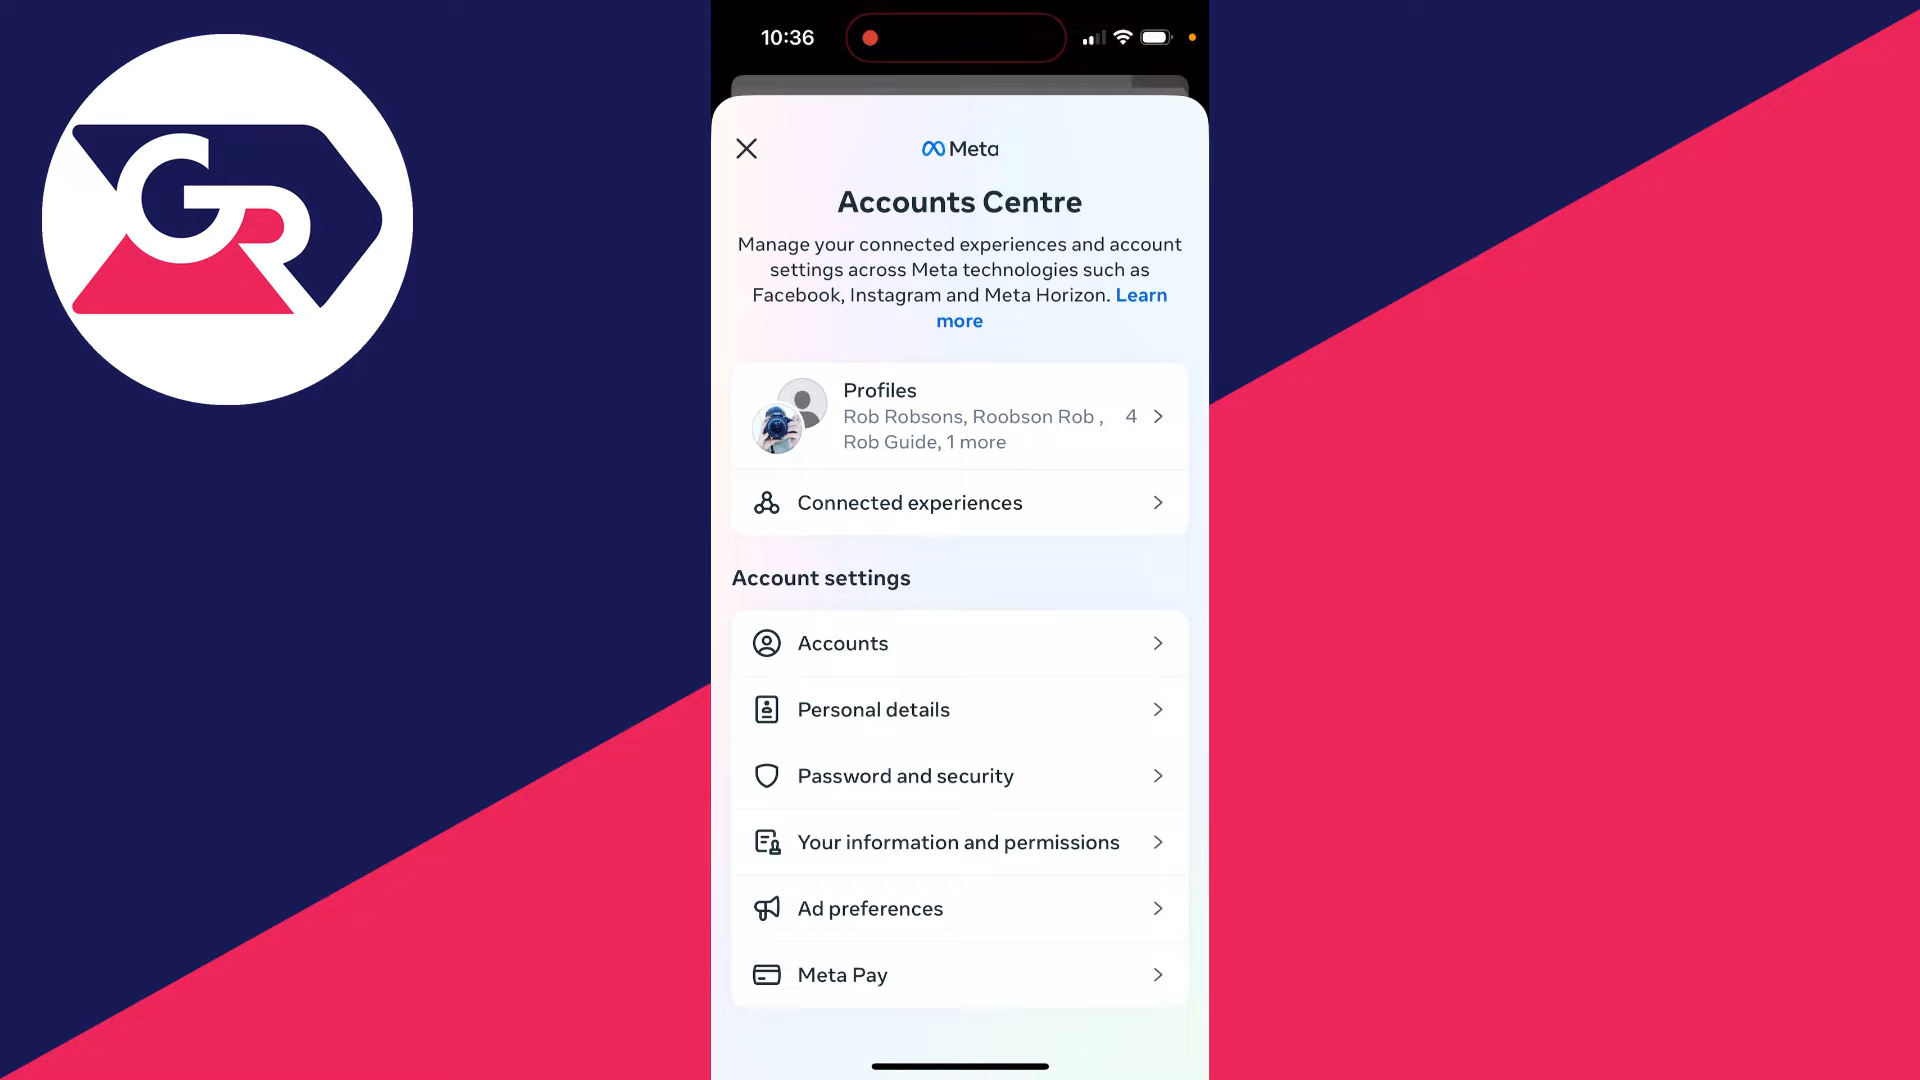 GR
10:36
Meta
Accounts Centre
Manage your connected experiences and account
settings across Meta technologies such as
Facebook, Instagram and Meta Horizon. Learn
more
Profiles
Rob Robsons, Roobson Rob , 4
Rob Guide, 1 more
Connected experiences
Account settings
Accounts
Personal details
Password and security
Your information and permissions
Ad preferences
Meta Pay